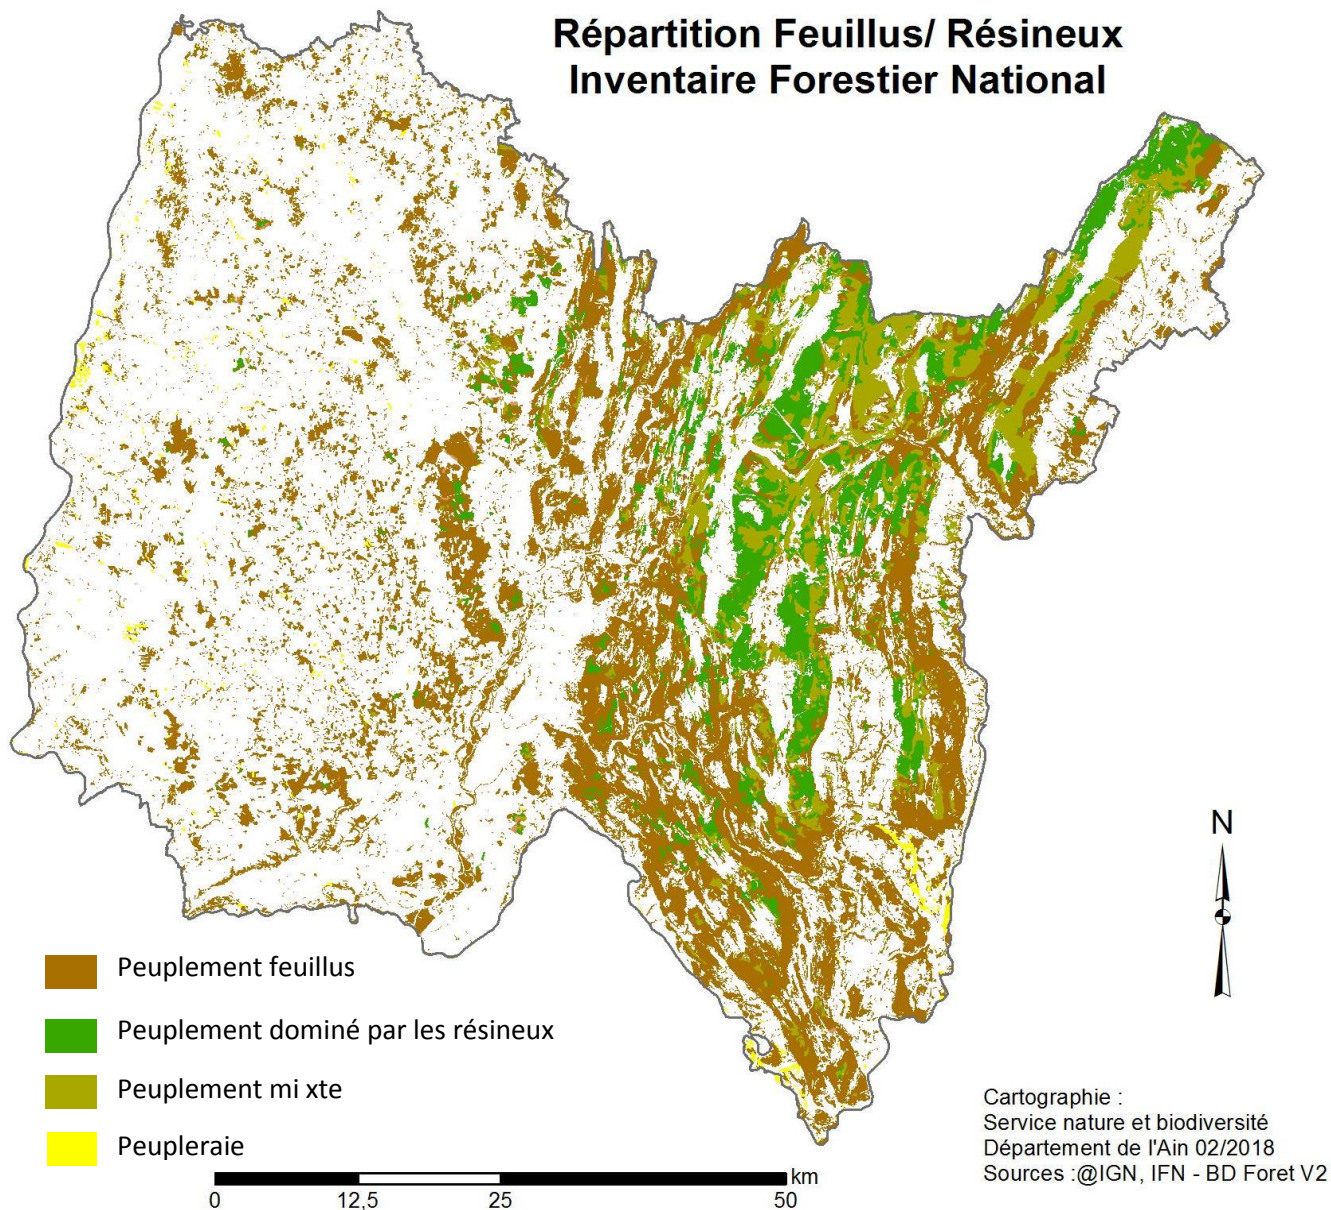 Répartition Feuillus/ Résineux
Inventaire Forestier National
N
Peuplement feuillus
Peuplement dominé par les résineux
Peuplement mi xte
Peupleraie
km
0 12,5 25 50
Cartographie :
Service nature et biodiversité
Département de l'Ain 02/2018
Sources :@IGN, IFN - BD Foret V2